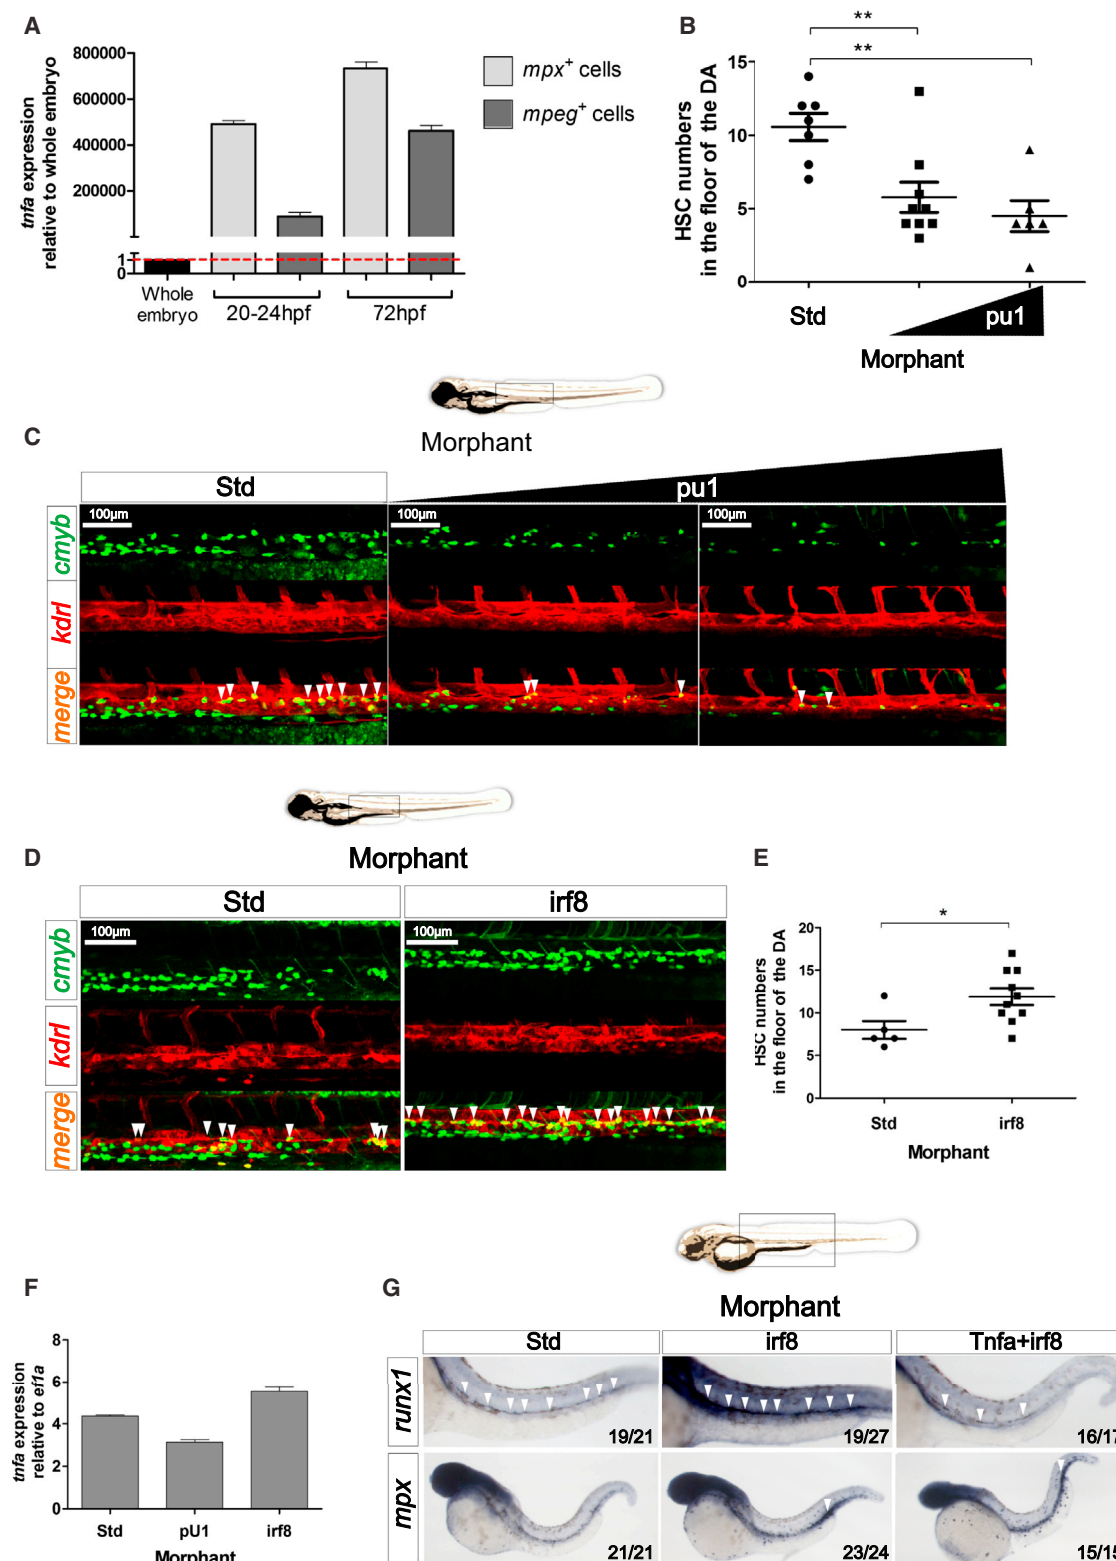 A
tnfa expression
relative to whole embryo
800000
600000
400000
200000
1
0
Whole
embryo
20-24hpf
72hpf
mpx+ cells
mpeg+ cells
B
**
**
HSC numbers
in the floor of the DA
15
10
5
0
Std
pu1
Morphant
C
Morphant
Std
pu1
cmyb
kdrl
merge
100µm
100µm
100µm
D
Morphant
Std
irf8
cmyb
kdrl
merge
100µm
100µm
E
*
HSC numbers
in the floor of the DA
20
15
10
5
0
Std
irf8
Morphant
F
tnfa expression
relative to ef1a
8
6
4
2
0
Std
pU1
irf8
Morphant
G
Morphant
Std
irf8
Tnfa+irf8
runx1
19/21
19/27
16/17
mpx
21/21
23/24
15/15